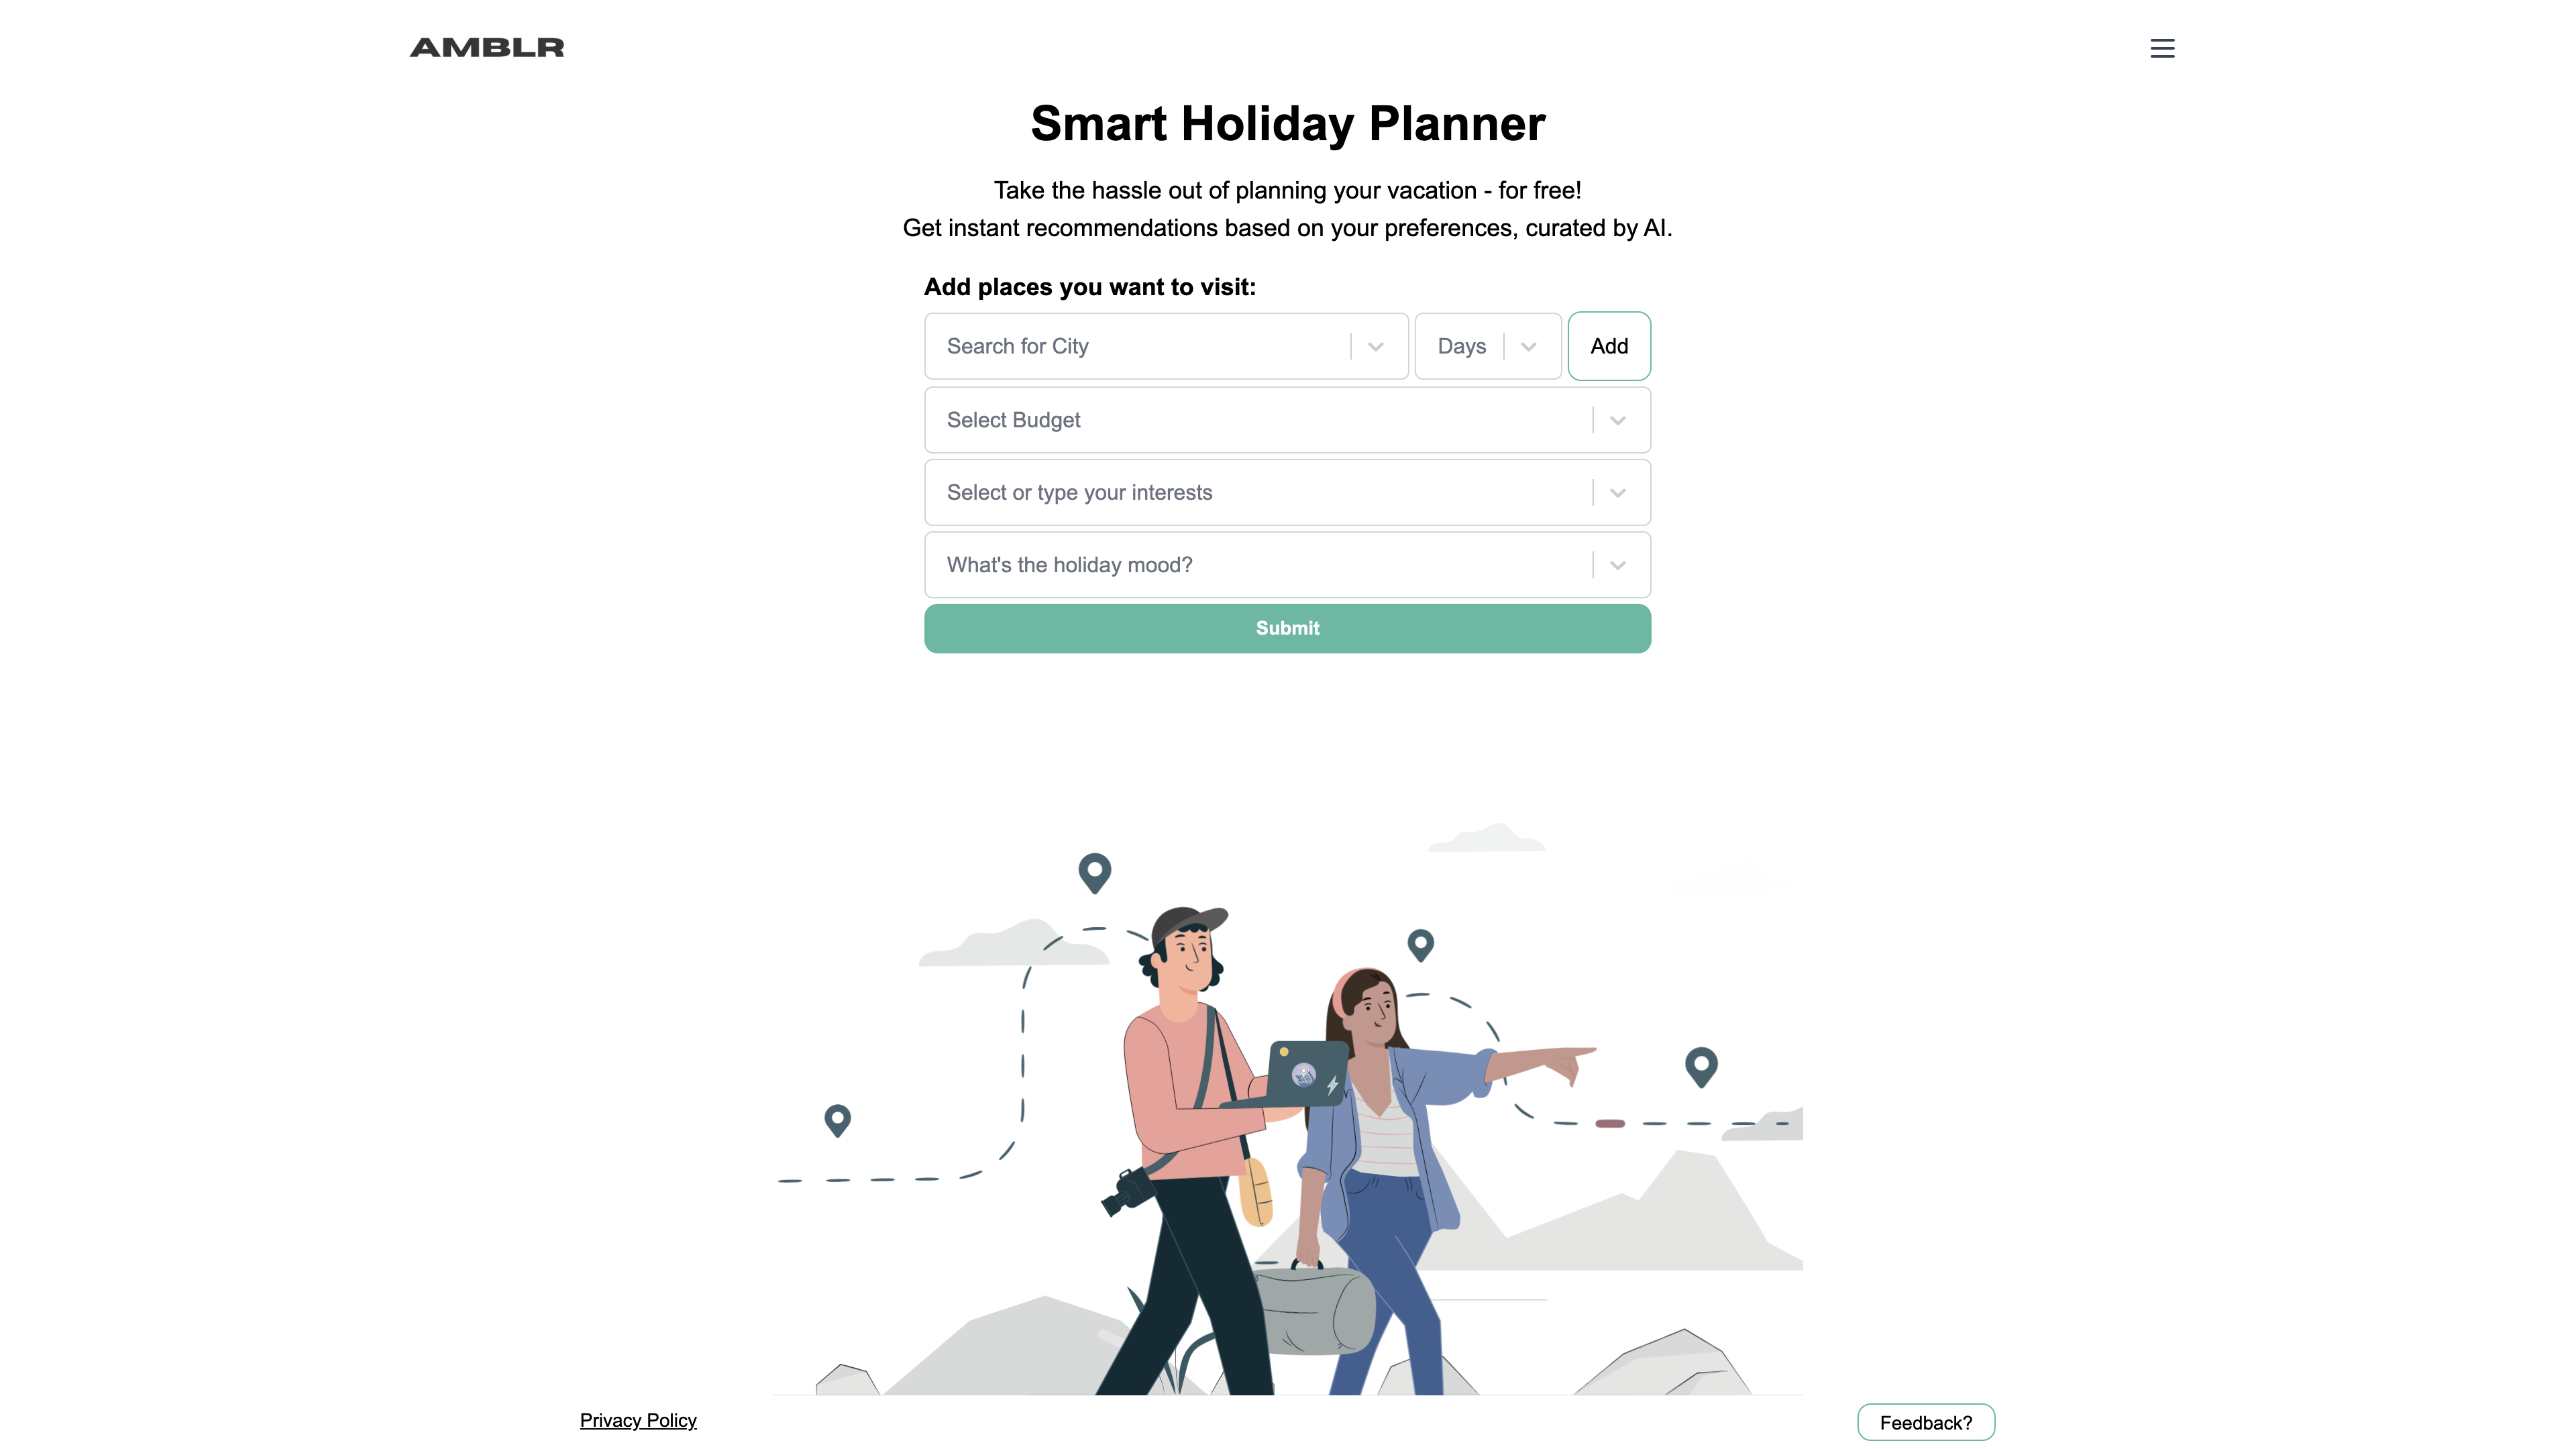 AMBLR
Smart Holiday Planner
Take the hassle out of planning your vacation - for free!
Get instant recommendations based on your preferences, curated by AI.
Add places you want to visit:
Search for City
Days
Add
Select Budget
Select or type your interests
What's the holiday mood?
Submit
Privacy Policy
Feedback?